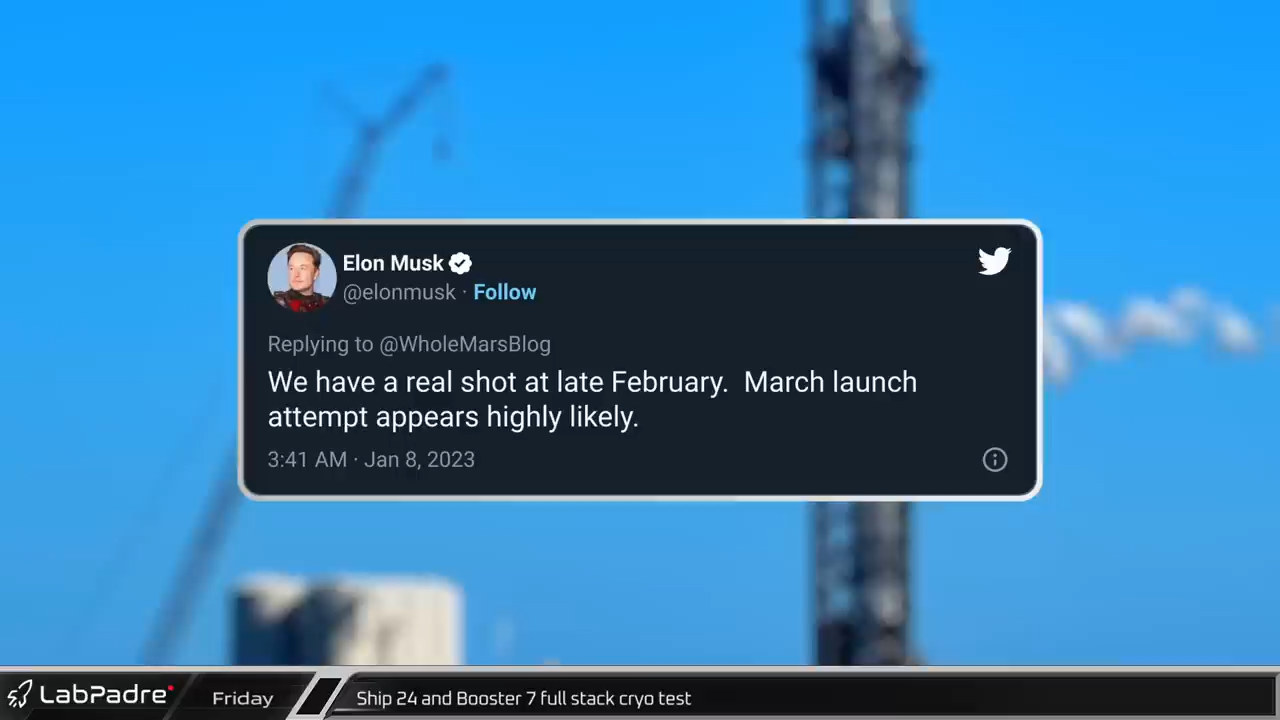 Elon Musk
@elonmusk · Follow
Replying to @WholeMarsBlog
We have a real shot at late February.  March launch
attempt appears highly likely.
3:41 AM · Jan 8, 2023
LabPadre
Friday
Ship 24 and Booster 7 full stack cryo test